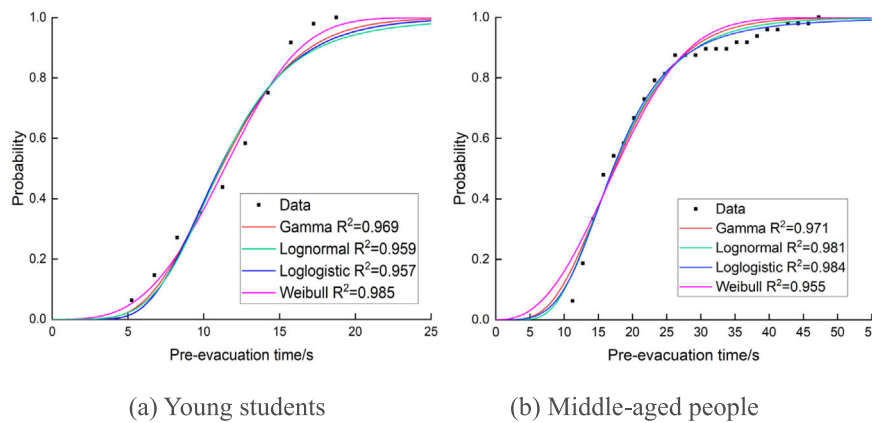 1.0
0.8
0.6
0.4
0.2
0.0
Probability
Data
Gamma R²=0.969
Lognormal R²=0.959
Loglogistic R²=0.957
Weibull R²=0.985
0 5 10 15 20 25
Pre-evacuation time/s
(a) Young students
1.0
0.8
0.6
0.4
0.2
0.0
Probability
Data
Gamma R²=0.971
Lognormal R²=0.981
Loglogistic R²=0.984
Weibull R²=0.955
0 5 10 15 20 25 30 35 40 45 50 55
Pre-evacuation time/s
(b) Middle-aged people